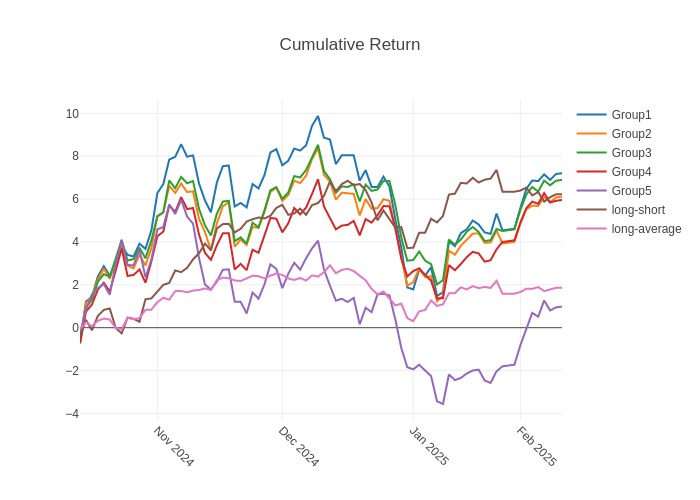 Cumulative Return
10
8
6
4
2
0
−2
−4
Nov 2024
Dec 2024
Jan 2025
Feb 2025
Group1
Group2
Group3
Group4
Group5
long-short
long-average